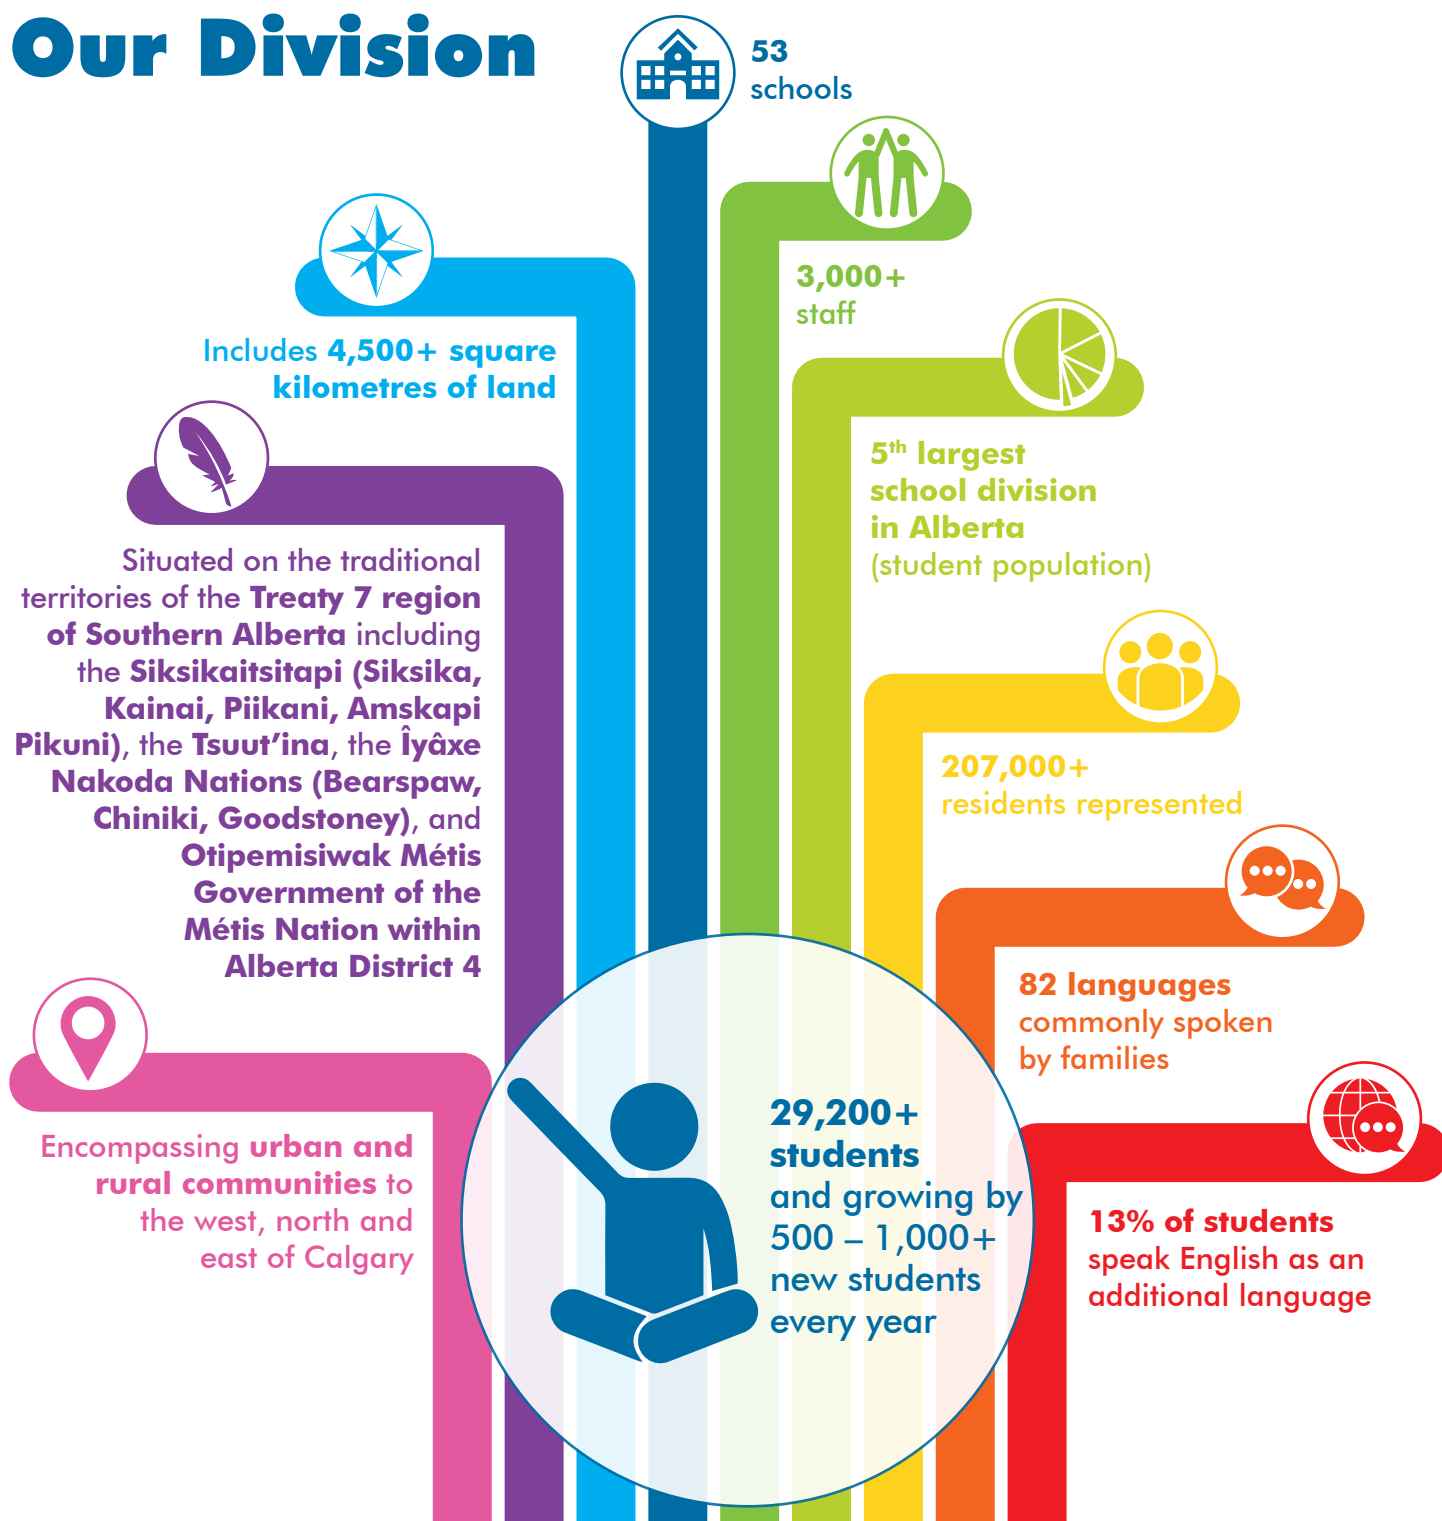 Our Division
53
schools
3,000+
staff
Includes 4,500+ square
kilometres of land
5th largest
school division
in Alberta
(student population)
Situated on the traditional
territories of the Treaty 7 region
of Southern Alberta including
the Siksikaitsitapi (Siksika,
Kainai, Piikani, Amskapi
Pikuni), the Tsuut’ina, the Îyâxe
Nakoda Nations (Bearspaw,
Chiniki, Goodstoney), and
Otipemisiwak Métis
Government of the
Métis Nation within
Alberta District 4
207,000+
residents represented
82 languages
commonly spoken
by families
Encompassing urban and
rural communities to
the west, north and
east of Calgary
29,200+
students
and growing by
500 – 1,000+
new students
every year
13% of students
speak English as an
additional language